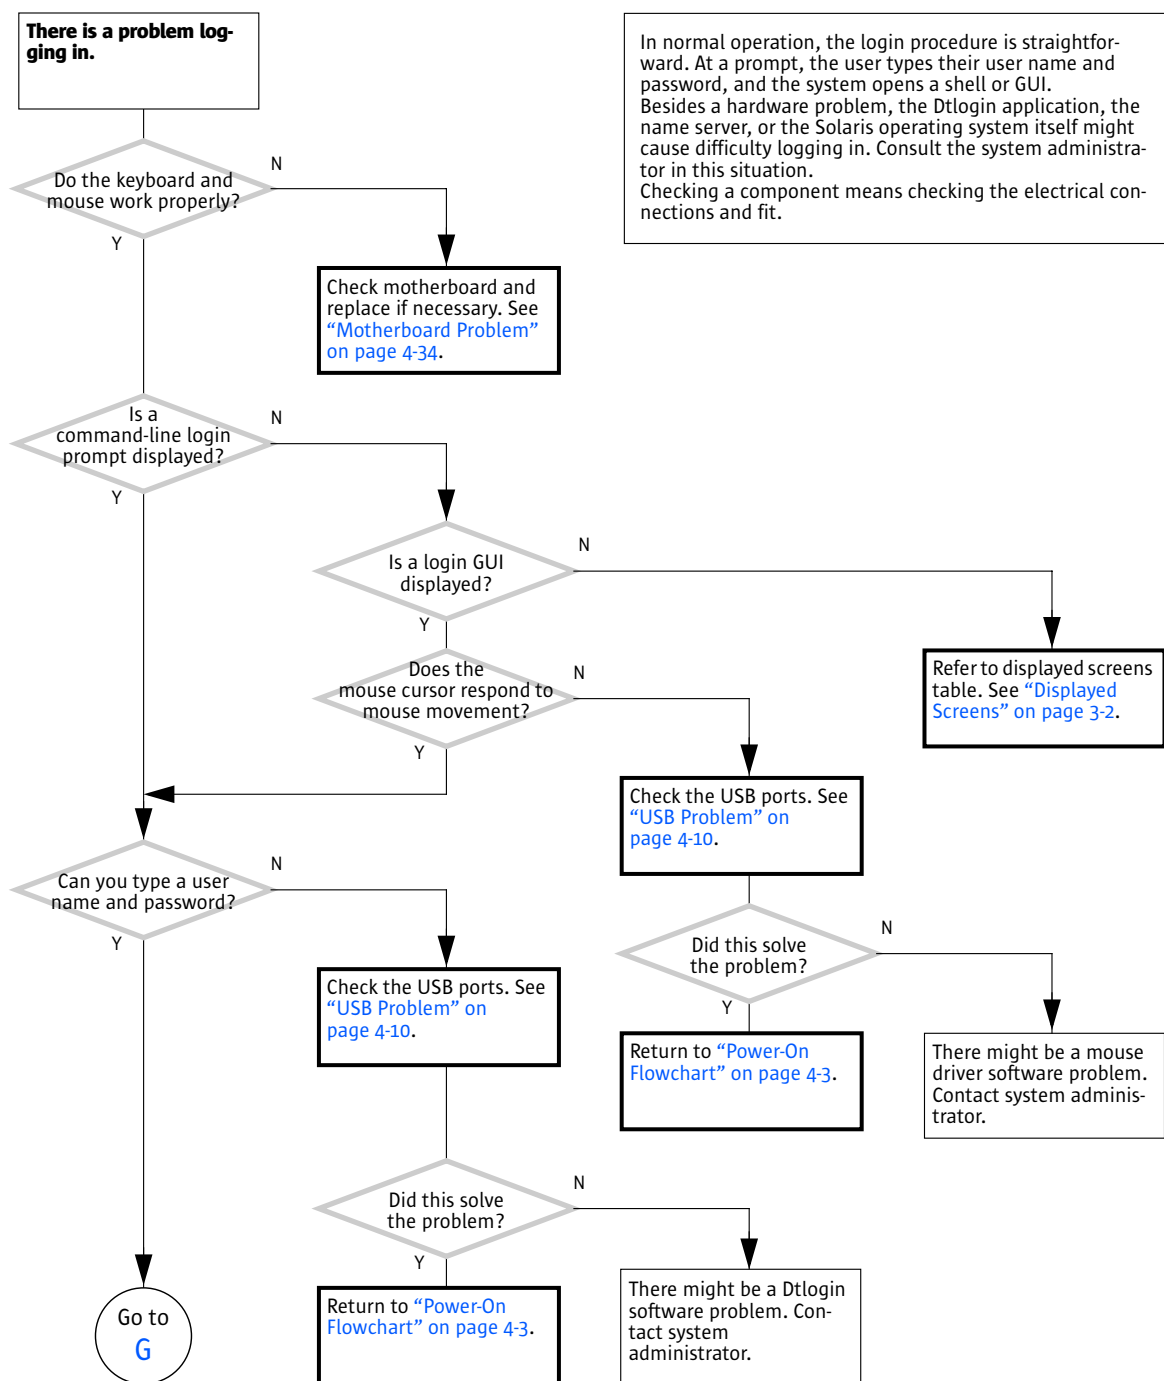 There is a problem log-
ging in.
In normal operation, the login procedure is straightfor-
ward. At a prompt, the user types their user name and
password, and the system opens a shell or GUI.
Besides a hardware problem, the Dtlogin application, the
name server, or the Solaris operating system itself might
cause difficulty logging in. Consult the system administra-
tor in this situation.
Checking a component means checking the electrical con-
nections and fit.
Do the keyboard and
mouse work properly?
N
Y
Check motherboard and
replace if necessary. See
“Motherboard Problem”
on page 4-34.
Is a
command-line login
prompt displayed?
N
Y
Is a login GUI
displayed?
N
Y
Refer to displayed screens
table. See “Displayed
Screens” on page 3-2.
Does the
mouse cursor respond to
mouse movement?
N
Y
Check the USB ports. See
“USB Problem” on
page 4-10.
Can you type a user
name and password?
N
Y
Did this solve
the problem?
N
Y
Check the USB ports. See
“USB Problem” on
page 4-10.
Return to “Power-On
Flowchart” on page 4-3.
There might be a mouse
driver software problem.
Contact system adminis-
trator.
Did this solve
the problem?
N
Y
Go to
G
Return to “Power-On
Flowchart” on page 4-3.
There might be a Dtlogin
software problem. Con-
tact system
administrator.